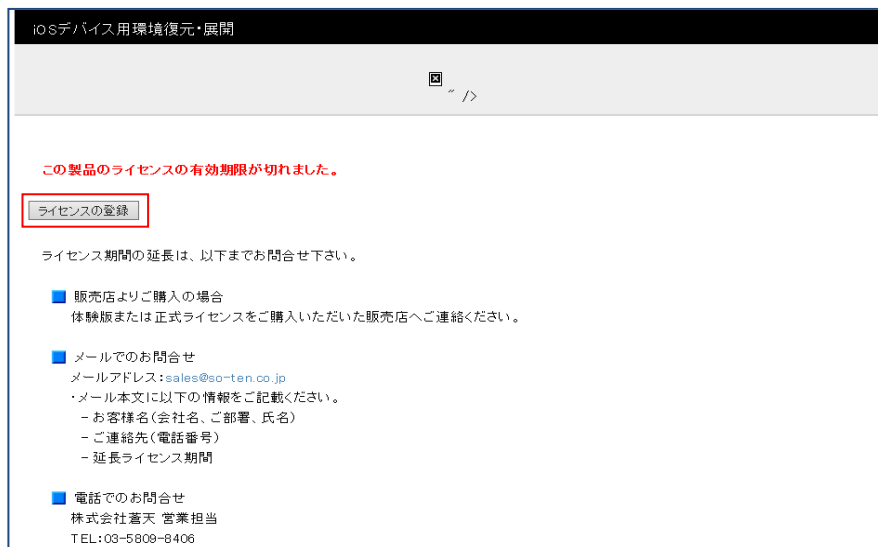 iOSデバイス用環境復元・展開
" />
この製品のライセンスの有効期限が切れました。
ライセンスの登録
ライセンス期間の延長は、以下までお問合せ下さい。
販売店よりご購入の場合
体験版または正式ライセンスをご購入いただいた販売店へご連絡ください。
メールでのお問合せ
メールアドレス：sales@so-ten.co.jp
・メール本文に以下の情報をご記載ください。
－お客様名(会社名、ご部署、氏名)
－ご連絡先(電話番号)
－延長ライセンス期間
電話でのお問合せ
株式会社蒼天 営業担当
TEL:03-5809-8406